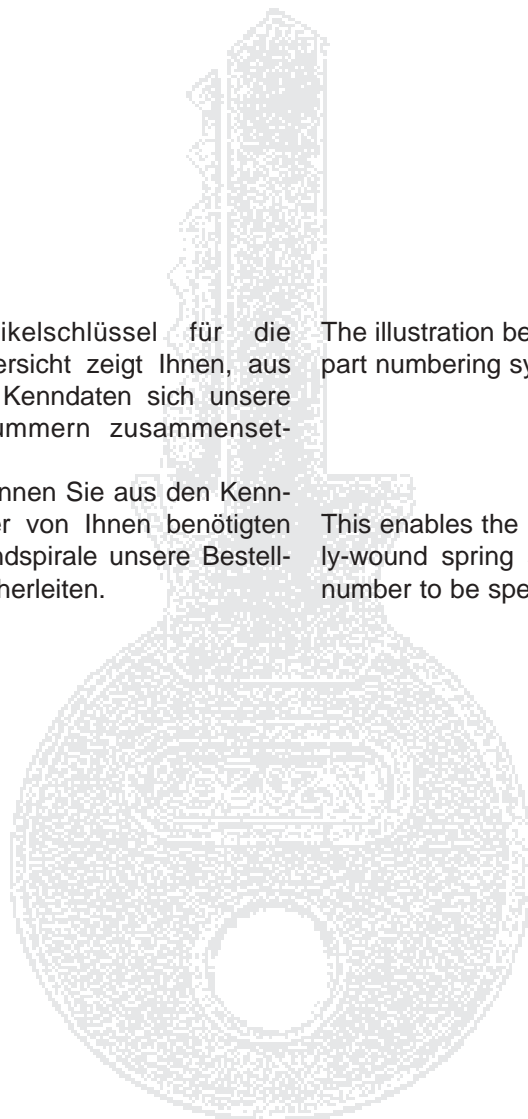 ikelschlüssel für die
ersicht zeigt Ihnen, aus
Kenndaten sich unsere
ummern zusammenset-
nnen Sie aus den Kenn-
er von Ihnen benötigten
ndspirale unsere Bestell-
herleiten.
The illustration be
part numbering sy
This enables the
ly-wound spring
number to be spe